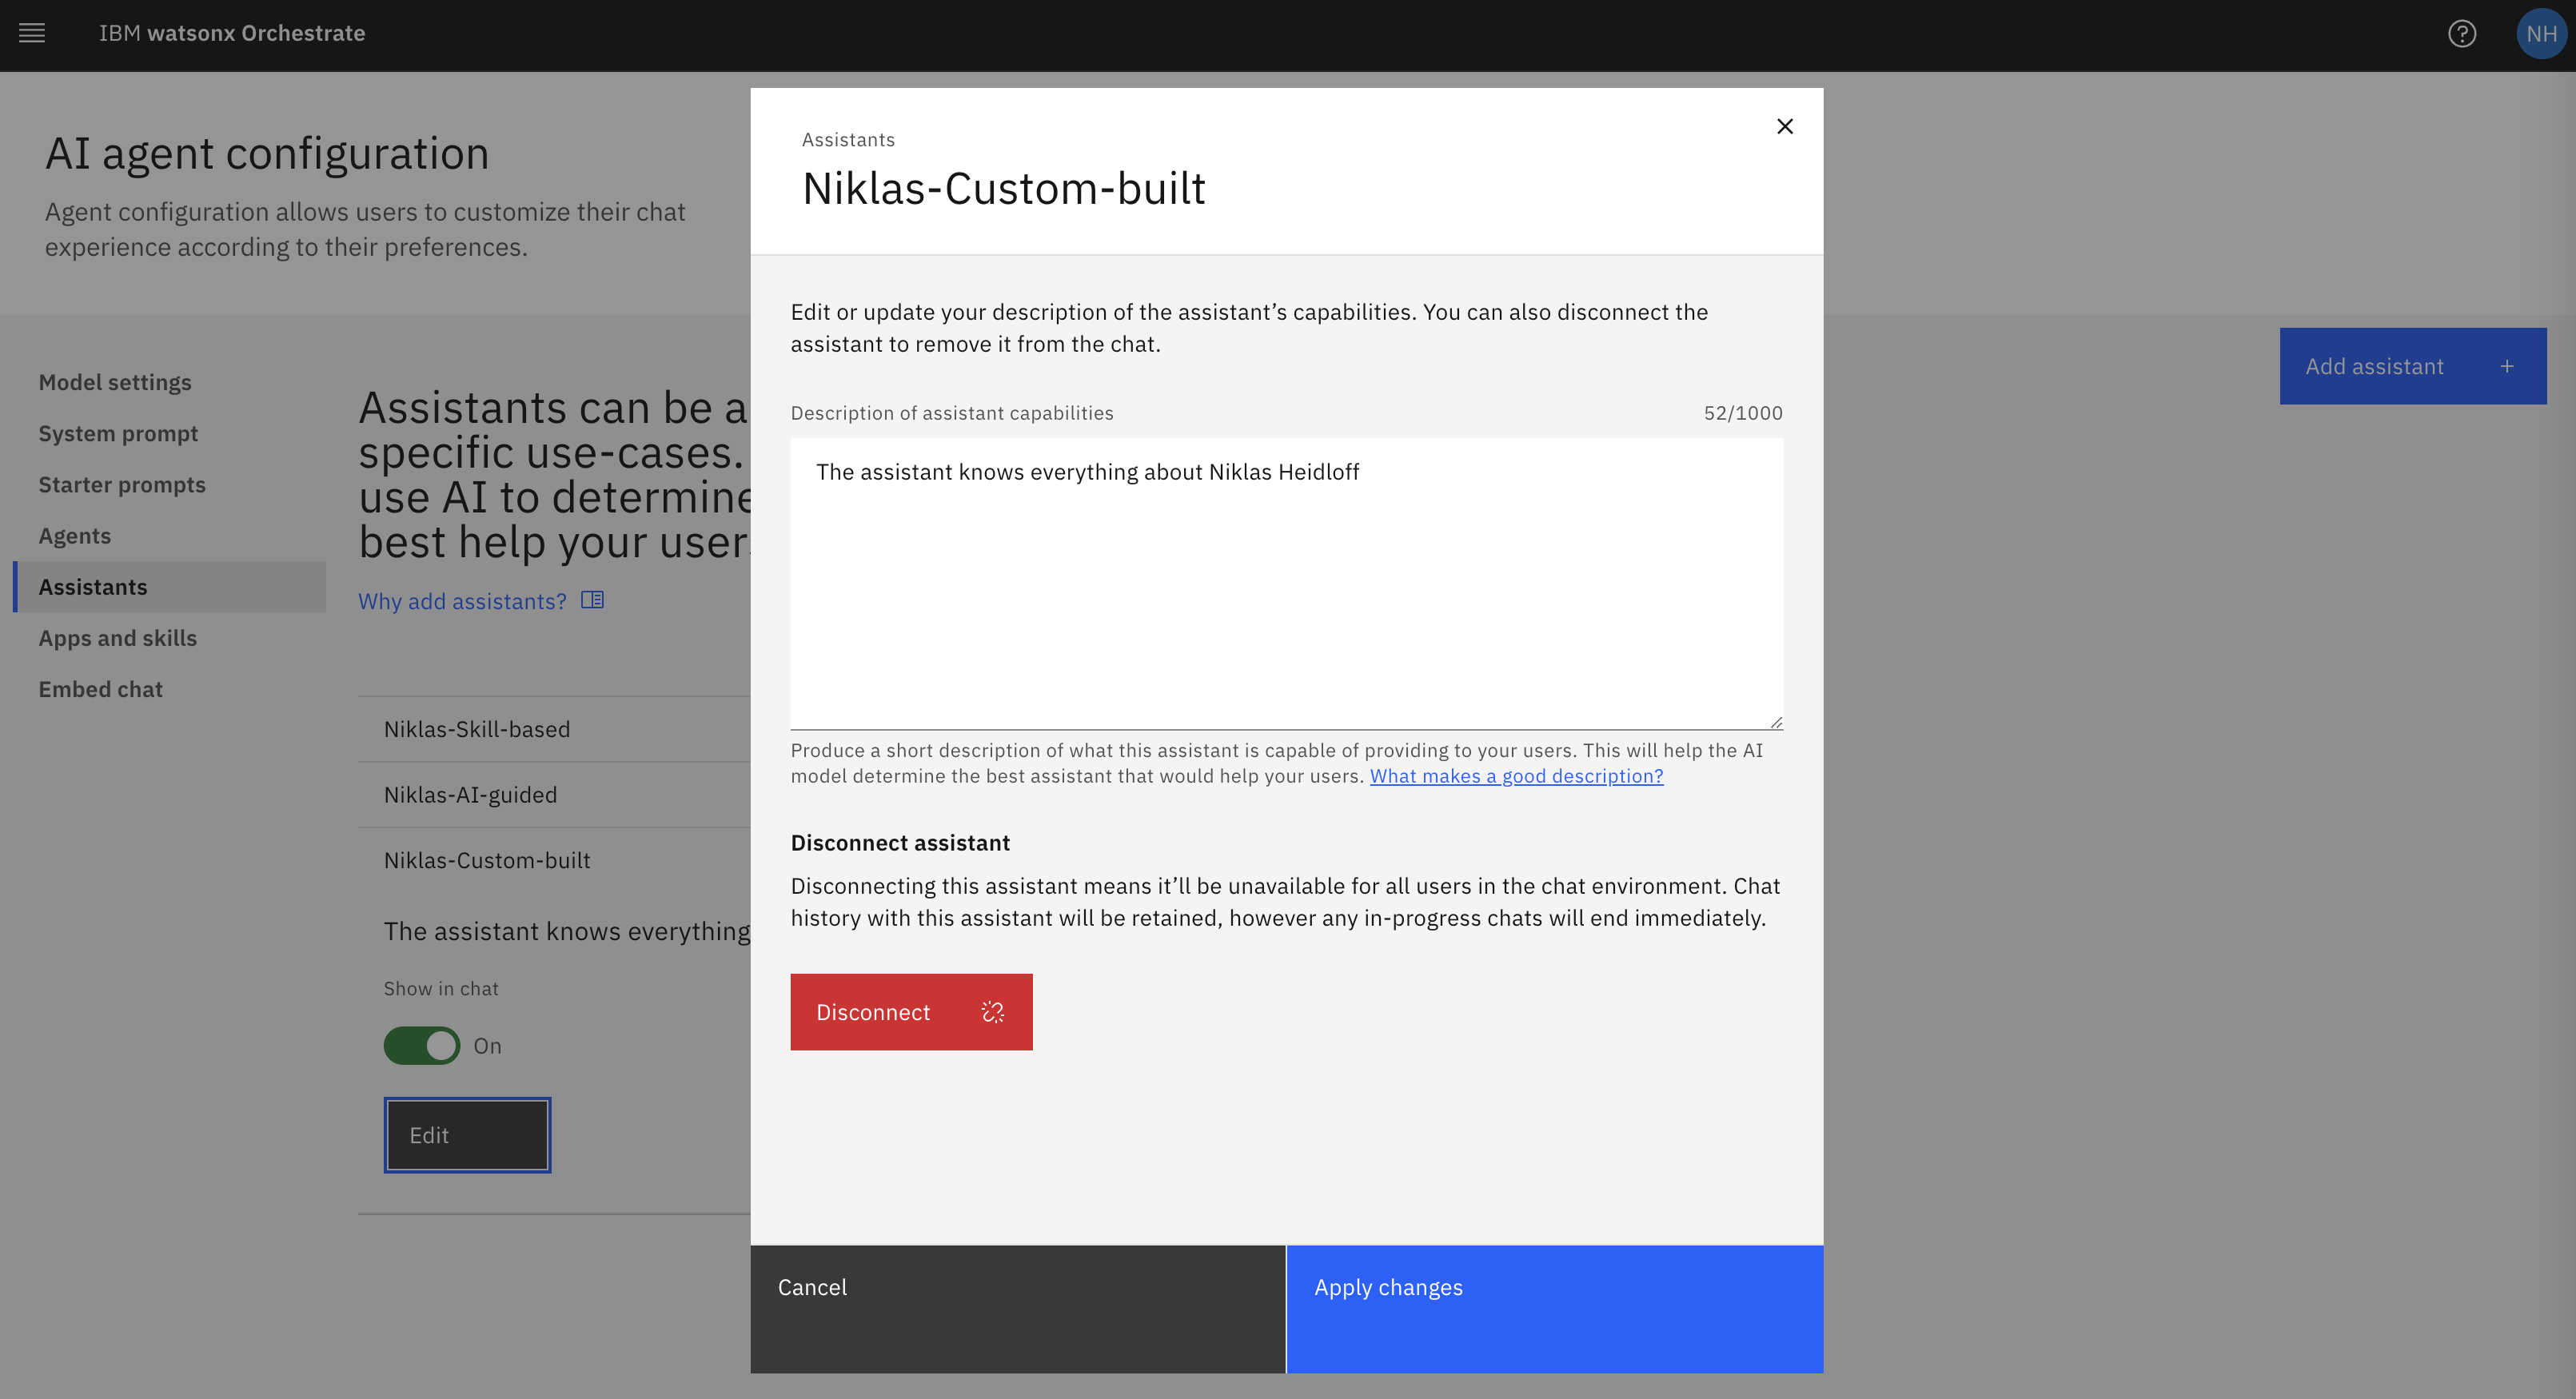 IBM watsonx Orchestrate
NH
AI agent configuration
Agent configuration allows users to customize their chat
experience according to their preferences.
Model settings
System prompt
Starter prompts
Agents
Assistants
Apps and skills
Embed chat
Assistants can be a
specific use-cases.
use AI to determine
best help your user
Why add assistants?
Add assistant
Niklas-Skill-based
Niklas-AI-guided
Niklas-Custom-built
The assistant knows everything
Show in chat
On
Edit
Assistants
Niklas-Custom-built
Edit or update your description of the assistant’s capabilities. You can also disconnect the
assistant to remove it from the chat.
Description of assistant capabilities 52/1000
The assistant knows everything about Niklas Heidloff
Produce a short description of what this assistant is capable of providing to your users. This will help the AI
model determine the best assistant that would help your users. What makes a good description?
Disconnect assistant
Disconnecting this assistant means it’ll be unavailable for all users in the chat environment. Chat
history with this assistant will be retained, however any in-progress chats will end immediately.
Disconnect
Cancel
Apply changes